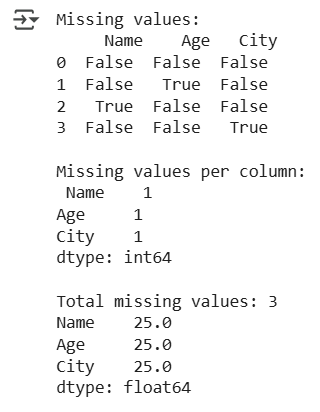 Missing values:
Name Age City
0 False False False
1 False True False
2 True False False
3 False False True
Missing values per column:
Name 1
Age 1
City 1
dtype: int64
Total missing values: 3
Name 25.0
Age 25.0
City 25.0
dtype: float64